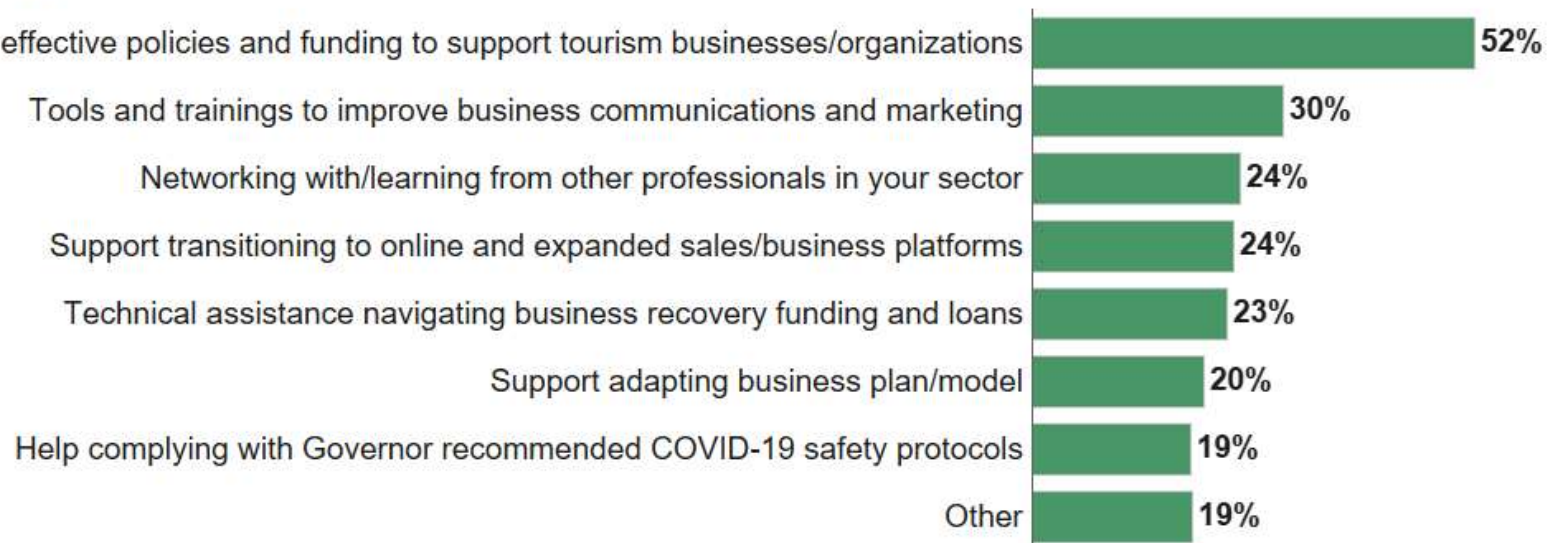 effective policies and funding to support tourism businesses/organizations 52%
Tools and trainings to improve business communications and marketing 30%
Networking with/learning from other professionals in your sector 24%
Support transitioning to online and expanded sales/business platforms 24%
Technical assistance navigating business recovery funding and loans 23%
Support adapting business plan/model 20%
Help complying with Governor recommended COVID-19 safety protocols 19%
Other 19%